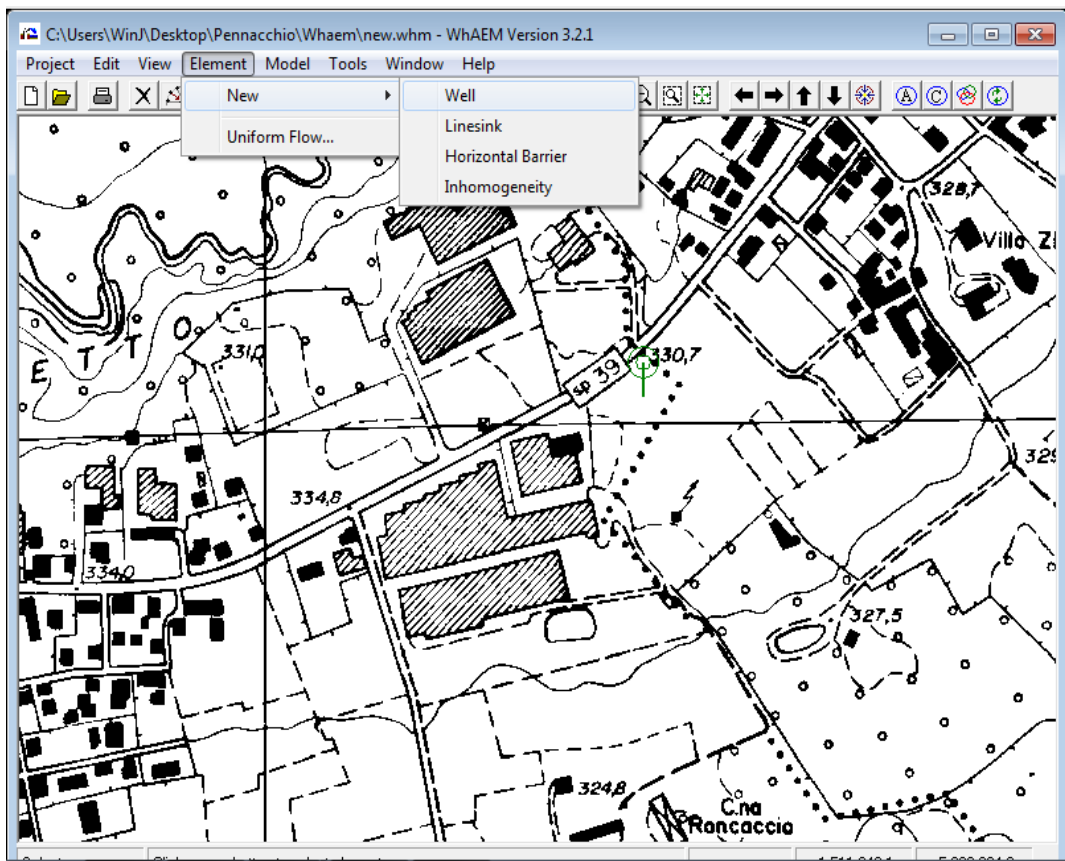 C:\Users\WinJ\Desktop\Pennacchio\Whaem\new.whm - WhAEM Version 3.2.1
Project Edit View Element Model Tools Window Help
New
Well
Uniform Flow...
Linesink
Horizontal Barrier
Inhomogeneity
A C
328,7
Villa
E T T O
331,0
330,7
sp 39
329
334,8
334,0
327,5
324,8
C.na
Roncaccia